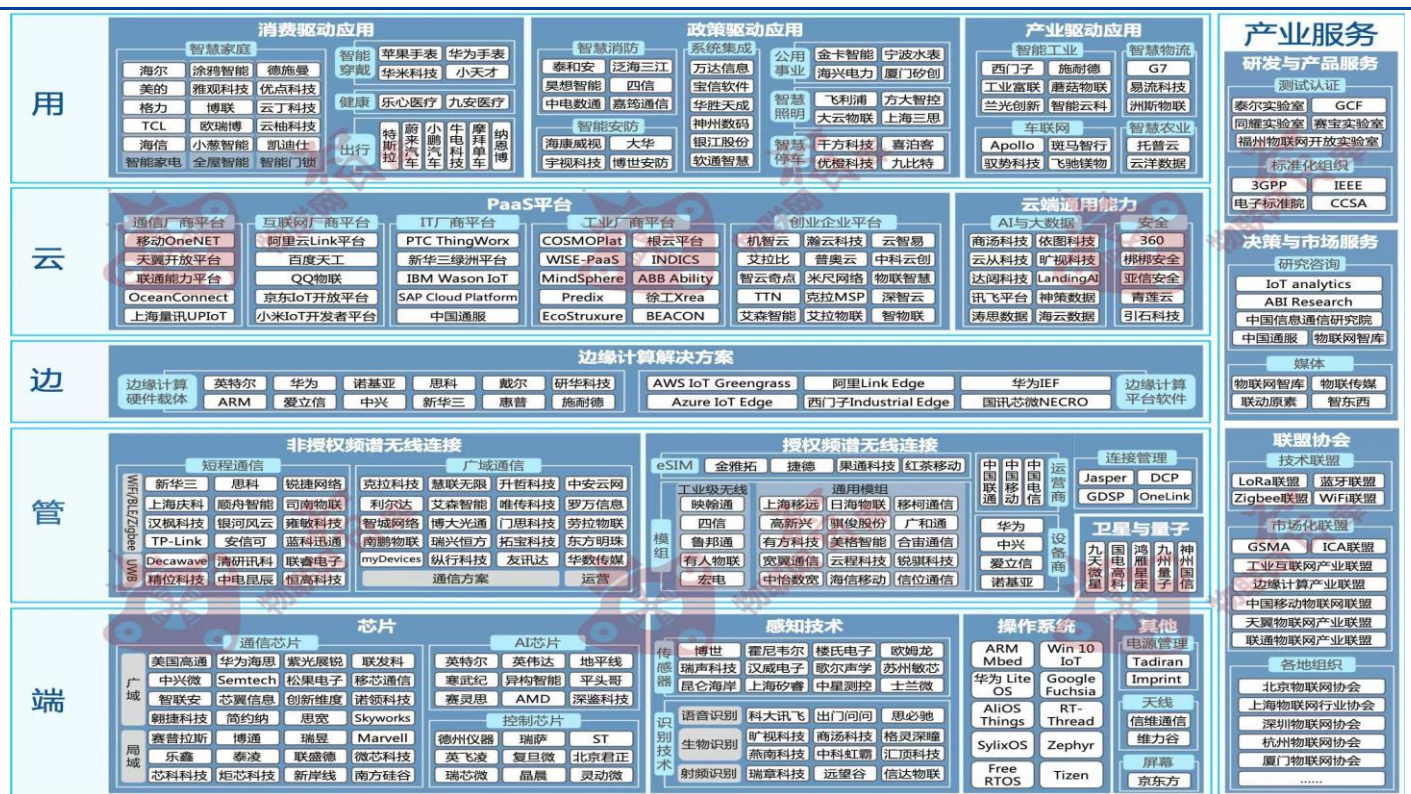 用
消费驱动应用
智慧家庭
海尔 涂鸦智能 德施曼
美的 雅观科技 优点科技
格力 博联 云丁科技
TCL 欧瑞博 云柚科技
海信 小葱智能 凯迪仕
智能家电 全屋智能 智能门锁
智能穿戴
苹果手表 华为手表
华米科技 小天才
健康
乐心医疗 九安医疗
出行
特斯拉 蔚来汽车 小鹏汽车 牛电科技 摩拜单车 纳恩博
政策驱动应用
智慧消防
泰和安 泛海三江
昊想智能 四信
中电数通 嘉筠通信
智能安防
海康威视 大华
宇视科技 博世安防
系统集成
万达信息
宝信软件
华胜天成
神州数码
银江股份
软通智慧
公用事业
金卡智能 宁波水表
海兴电力 厦门矽创
智慧照明
飞利浦 方大智控
大云物联 上海三思
智慧停车
千方科技 喜泊客
优橙科技 九比特
产业驱动应用
智能工业
西门子 施耐德
工业富联 蘑菇物联
兰光创新 智能云科
车联网
Apollo 斑马智行
驭势科技 飞驰镁物
智慧物流
G7
易流科技
洲斯物联
智慧农业
托普云
云洋数据
云
PaaS平台
通信厂商平台
移动OneNET
天翼开放平台
联通能力平台
OceanConnect
上海量讯UPIoT
互联网厂商平台
阿里云Link平台
百度天工
QQ物联
京东IoT开放平台
小米IoT开发者平台
IT厂商平台
PTC ThingWorx
新华三绿洲平台
IBM Wason IoT
SAP Cloud Platform
中国通服
工业厂商平台
COSMOPlat 根云平台
WISE-PaaS INDICS
MindSphere ABB Ability
Predix 徐工Xrea
EcoStruxure BEACON
创业企业平台
机智云 瀚云科技 云智易
艾拉比 普奥云 中科云创
智云奇点 米尺网络 物联智慧
TTN 克拉MSP 深智云
艾森智能 艾拉物联 智物联
云端通用能力
AI与大数据
商汤科技 依图科技
云从科技 旷视科技
达闼科技 LandingAI
讯飞平台 神策数据
涛思数据 海云数据
安全
360
梆梆安全
亚信安全
青莲云
引石科技
边
边缘计算解决方案
边缘计算硬件载体
英特尔 华为 诺基亚 思科 戴尔 研华科技
ARM 爱立信 中兴 新华三 惠普 施耐德
AWS IoT Greengrass 阿里Link Edge 华为IEF
Azure IoT Edge 西门子Industrial Edge 国讯芯微NECRO
边缘计算平台软件
管
非授权频谱无线连接
短程通信
WiFi/BLE/Zigbee
新华三 思科 锐捷网络
上海庆科 顺舟智能 司南物联
汉枫科技 银河风云 雍敏科技
TP-Link 安信可 蓝科迅通
UWB
Decawave 清研讯科 联睿电子
精位科技 中电昆辰 恒高科技
广域通信
克拉科技 慧联无限 升哲科技 中安云网
利尔达 艾森智能 唯传科技 罗万信息
智城网络 博大光通 门思科技 劳拉物联
南鹏物联 瑞兴恒方 拓宝科技 东方明珠
myDevices 纵行科技 友讯达 华数传媒
通信方案 运营
授权频谱无线连接
eSIM 金雅拓 捷德 果通科技 红茶移动
模组
工业级无线
映翰通
四信
鲁邦通
有人物联
宏电
通用模组
上海移远 日海物联 移柯通信
高新兴 骐俊股份 广和通
有方科技 美格智能 合宙通信
宽翼通信 云程科技 锐骐科技
中怡数宽 海信移动 信位通信
中国联通 中国移动 中国电信 运营商
华为
中兴
爱立信
诺基亚
设备商
连接管理
Jasper DCP
GDSP OneLink
卫星与量子
九天微星 国电高科 鸿雁星座 九州量子 神州国信
端
芯片
通信芯片
广域
美国高通 华为海思 紫光展锐 联发科
中兴微 Semtech 松果电子 移芯通信
智联安 芯翼信息 创新维度 诺领科技
翱捷科技 简约纳 思宽 Skyworks
局域
赛普拉斯 博通 瑞昱 Marvell
乐鑫 泰凌 联盛德 微芯科技
芯科科技 炬芯科技 新岸线 南方硅谷
AI芯片
英特尔 英伟达 地平线
寒武纪 异构智能 平头哥
赛灵思 AMD 深鉴科技
控制芯片
德州仪器 瑞萨 ST
英飞凌 复旦微 北京君正
瑞芯微 晶晨 灵动微
感知技术
传感器
博世 霍尼韦尔 楼氏电子 欧姆龙
瑞声科技 汉威电子 歌尔声学 苏州敏芯
昆仑海岸 上海矽睿 中星测控 士兰微
识别技术
语音识别 科大讯飞 出门问问 思必驰
生物识别 旷视科技 商汤科技 格灵深瞳
燕南科技 中科虹霸 汇顶科技
射频识别 瑞章科技 远望谷 信达物联
操作系统
ARM Mbed Win 10 IoT
华为 Lite OS Google Fuchsia
AliOS Things RT-Thread
SylixOS Zephyr
Free RTOS Tizen
其他
电源管理
Tadiran
Imprint
天线
信维通信
维力谷
屏幕
京东方
产业服务
研发与产品服务
测试认证
泰尔实验室 GCF
同耀实验室 赛宝实验室
福州物联网开放实验室
标准化组织
3GPP IEEE
电子标准院 CCSA
决策与市场服务
研究咨询
IoT analytics
ABI Research
中国信息通信研究院
中国通服 物联网智库
媒体
物联网智库 物联传媒
联动原素 智东西
联盟协会
技术联盟
LoRa联盟 蓝牙联盟
Zigbee联盟 WiFi联盟
市场化联盟
GSMA ICA联盟
工业互联网产业联盟
边缘计算产业联盟
中国移动物联网联盟
天翼物联网产业联盟
联通物联网产业联盟
各地组织
北京物联网协会
上海物联网行业协会
深圳物联网协会
杭州物联网协会
厦门物联网协会
......